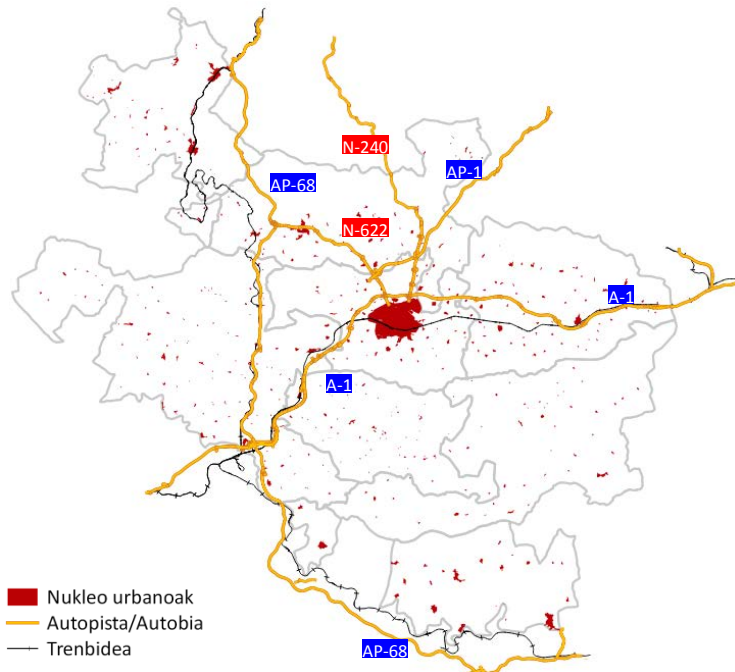 N-240
AP-1
AP-68
N-622
A-1
A-1
Nukleo urbanoak
Autopista/Autobia
Trenbidea
AP-68